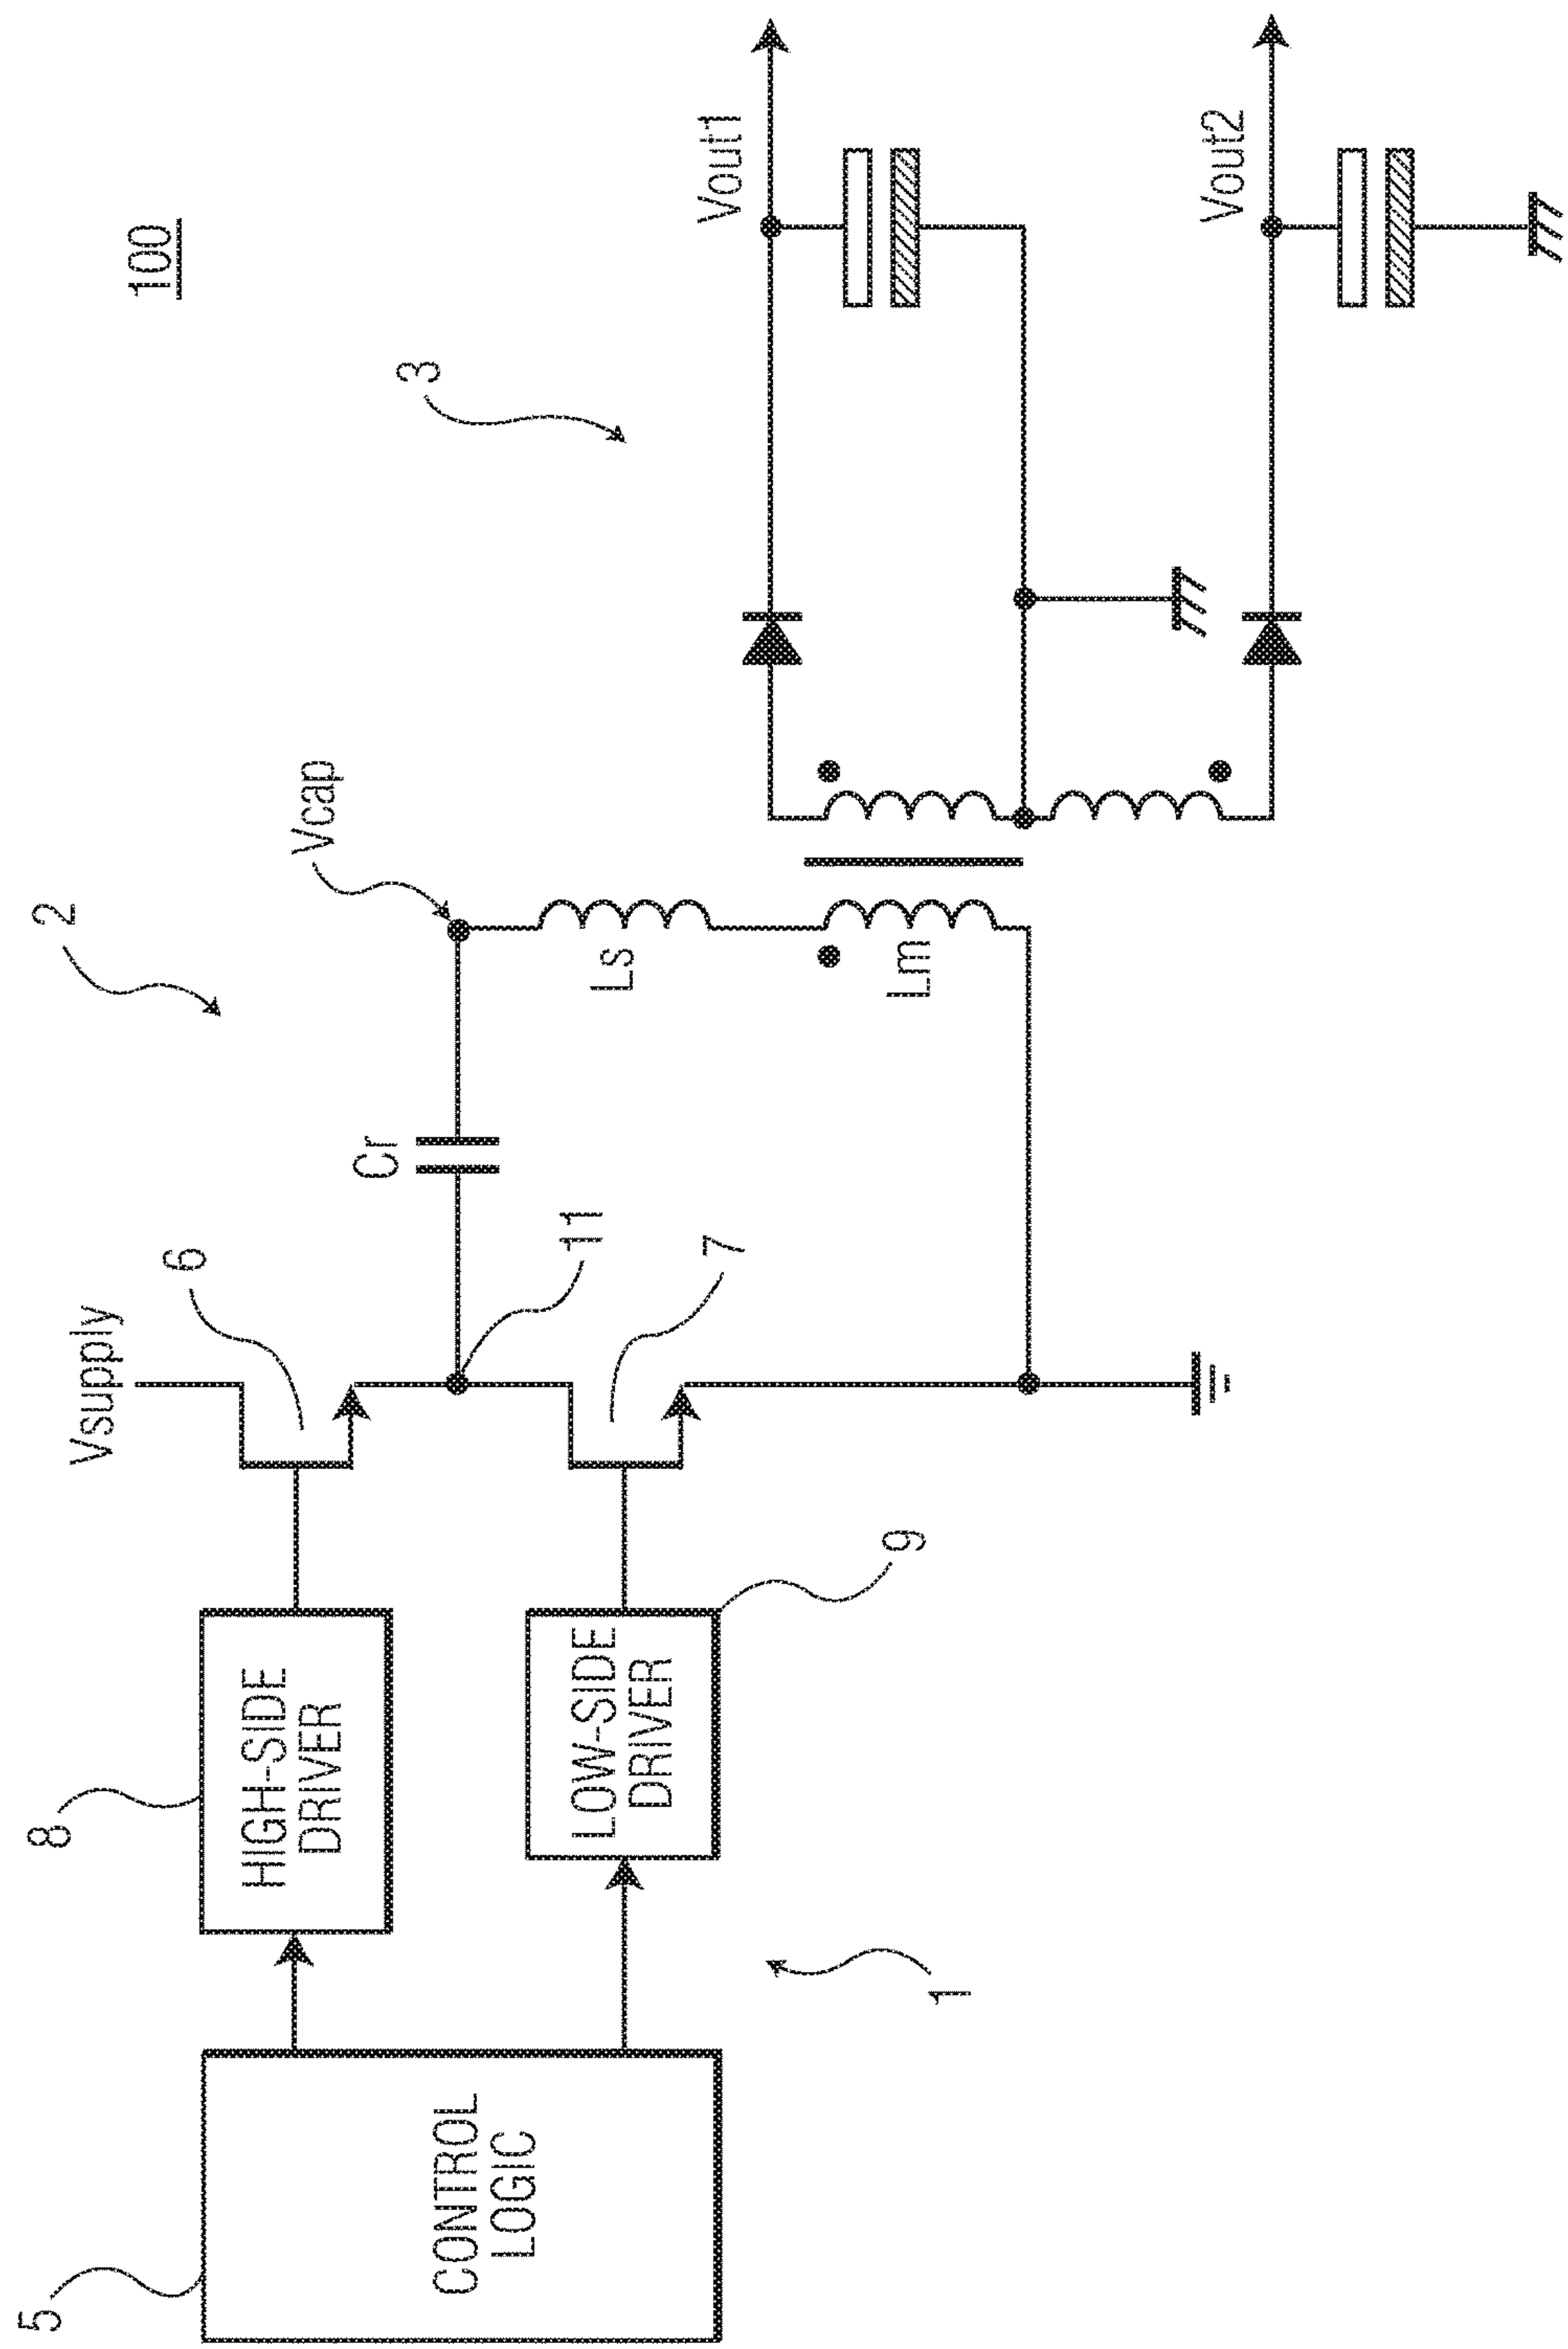 100
Vsupply
6
8
HIGH-SIDE
DRIVER
5
CONTROL
LOGIC
LOW-SIDE
DRIVER
9
1
7
11
Cr
2
Vcap
Ls
Lm
3
Vout1
Vout2